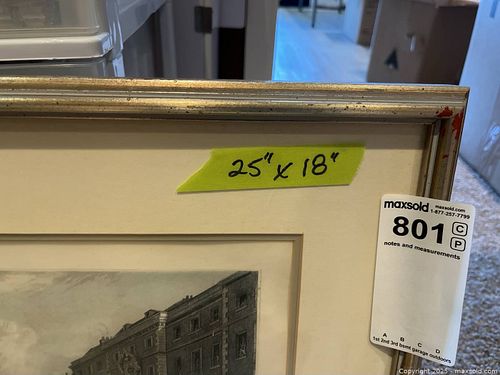 25" x 18"
maxsold maxsold.com
1-877-257-7799
801 C
P
notes and measurements
A B C D
1st 2nd 3rd bsmt garage outdoors
Copyright 2025 - maxsold.com